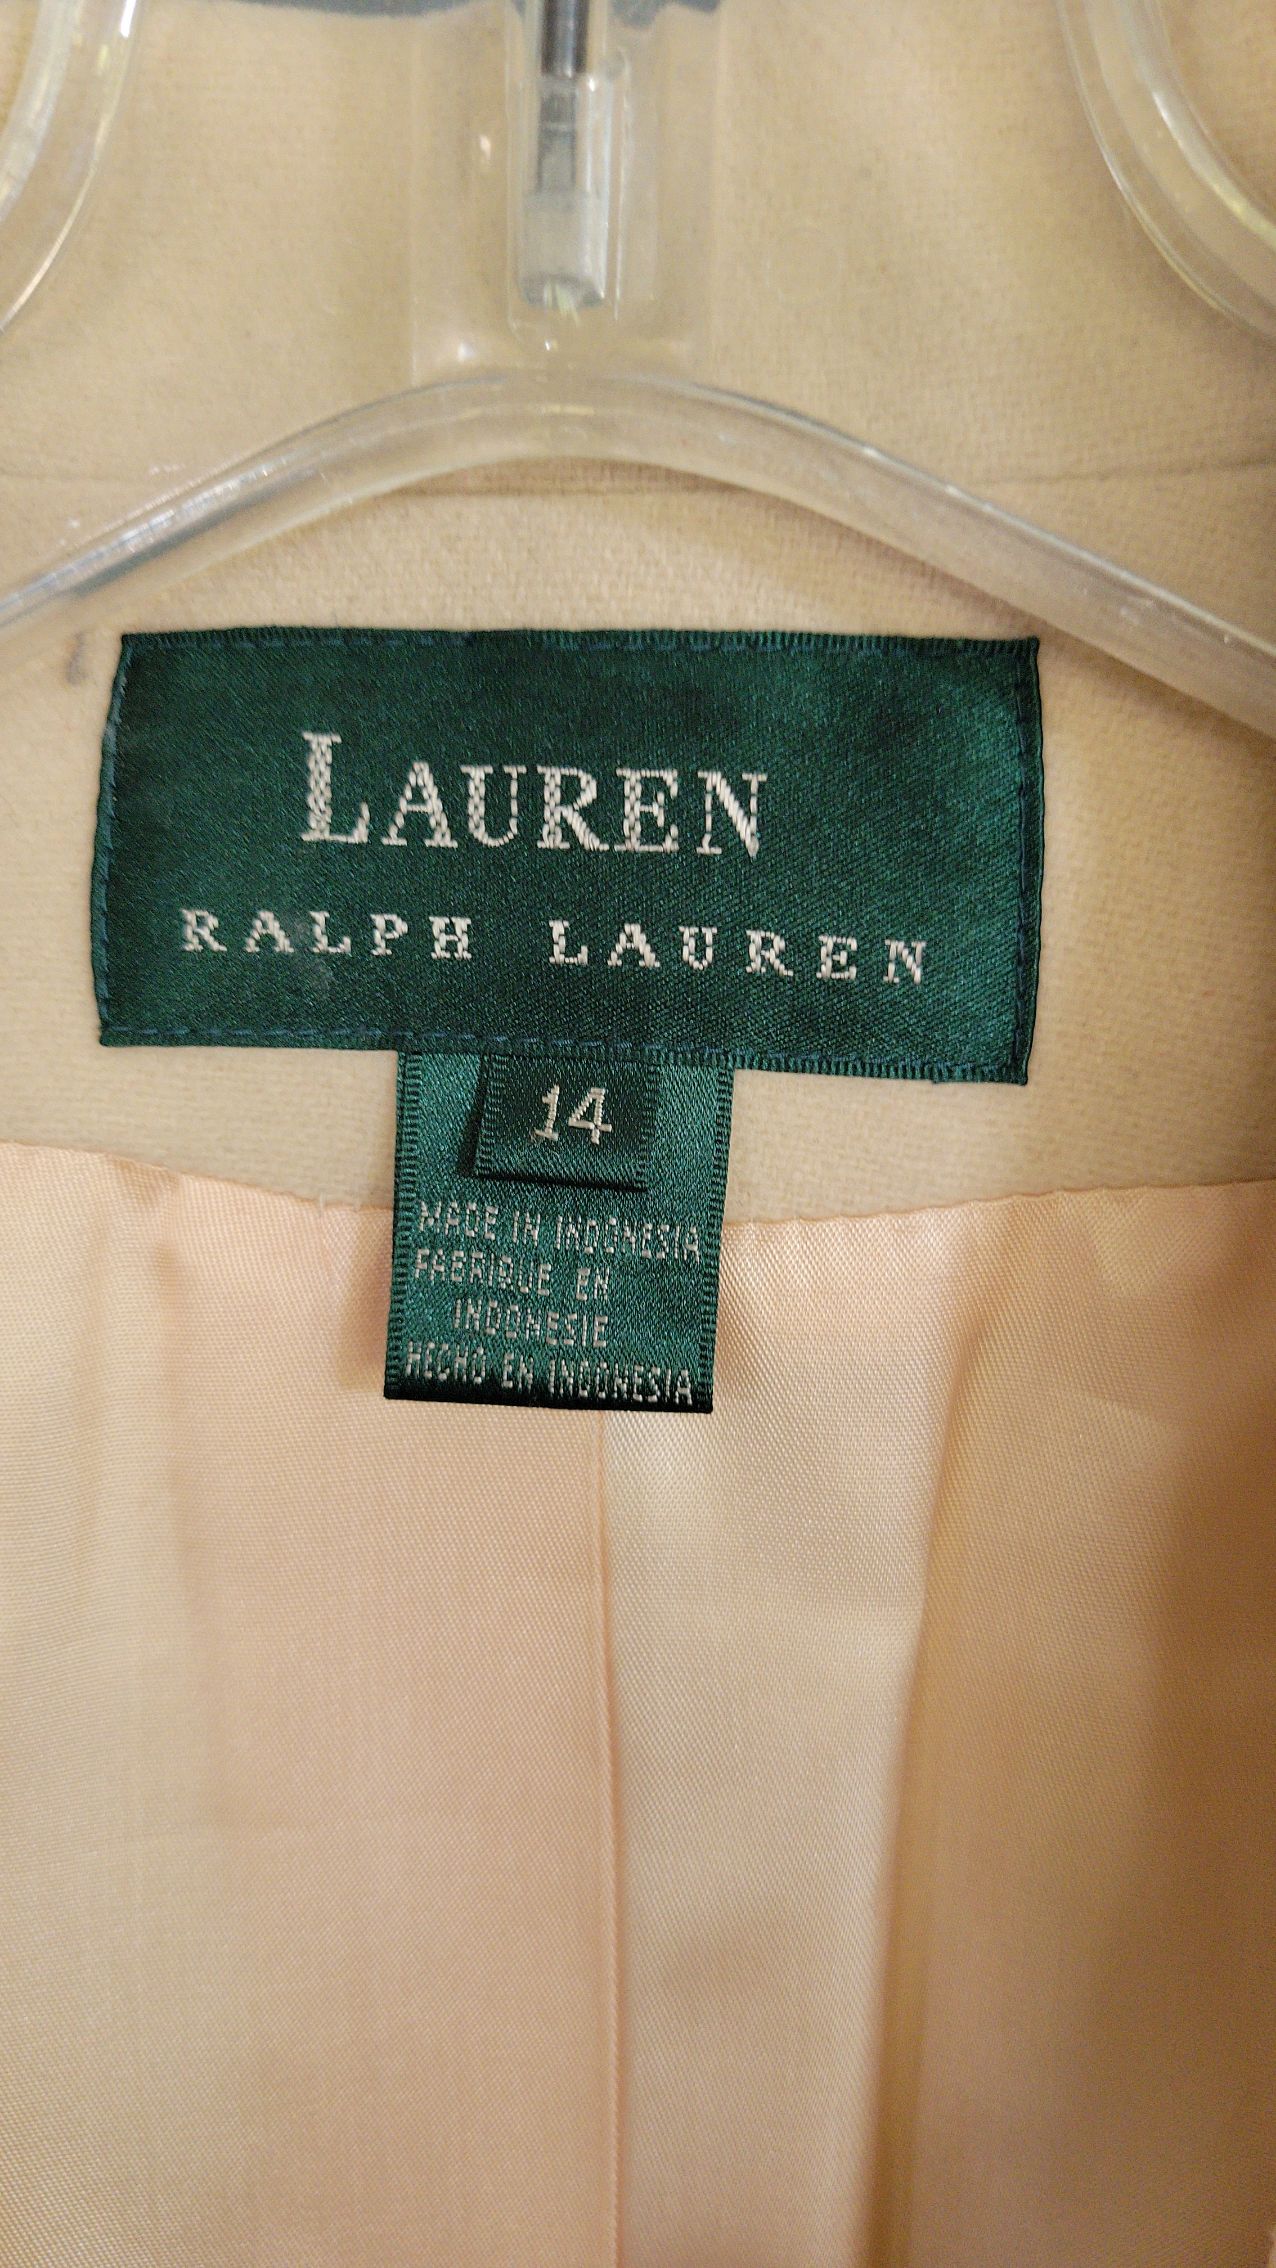 LAUREN
RALPH LAUREN
14
MADE IN INDONESIA
FABRIQUE EN
INDONESIE
HECHO EN INDONESIA